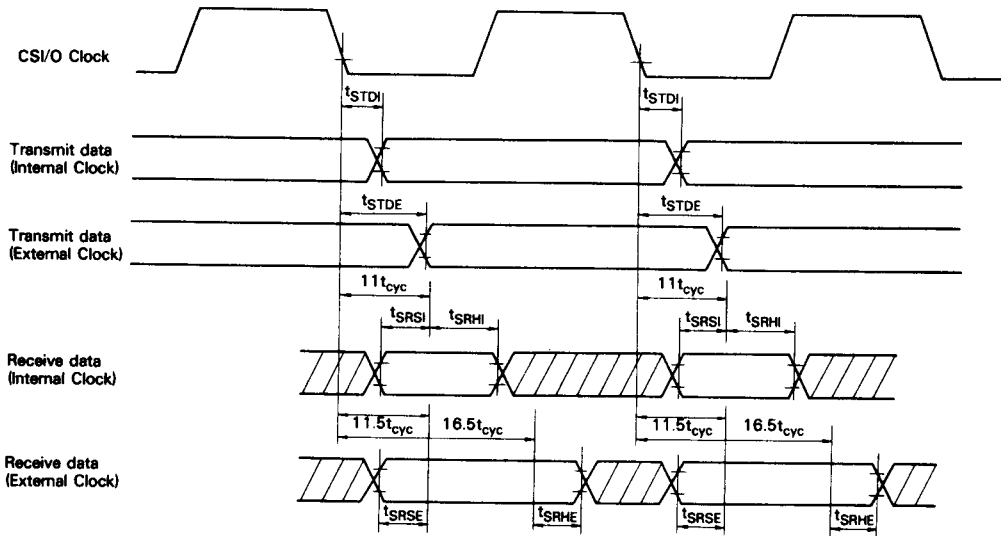 CSI/O Clock
tSTDI tSTDI
Transmit data
(Internal Clock)
tSTDE tSTDE
Transmit data
(External Clock)
11tcyc 11tcyc
tSRSI tSRHI tSRSI tSRHI
Receive data
(Internal Clock)
11.5tcyc 16.5tcyc 11.5tcyc 16.5tcyc
Receive data
(External Clock)
tSRSE tSRHE tSRSE tSRHE